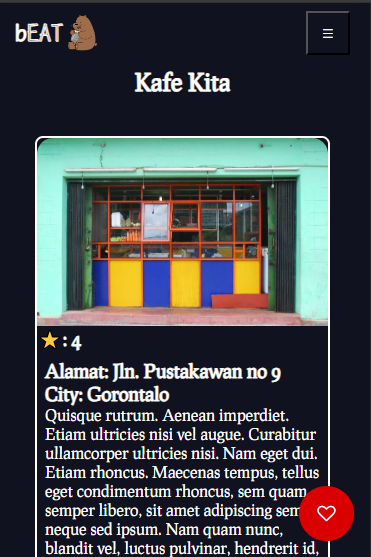 bEAT
☰
Kafe Kita
⭐ : 4
Alamat: Jln. Pustakawan no 9
City: Gorontalo
Quisque rutrum. Aenean imperdiet.
Etiam ultricies nisi vel augue. Curabitur
ullamcorper ultricies nisi. Nam eget dui.
Etiam rhoncus. Maecenas tempus, tellus
eget condimentum rhoncus, sem quam
semper libero, sit amet adipiscing sem
neque sed ipsum. Nam quam nunc,
blandit vel, luctus pulvinar, hendrerit id,